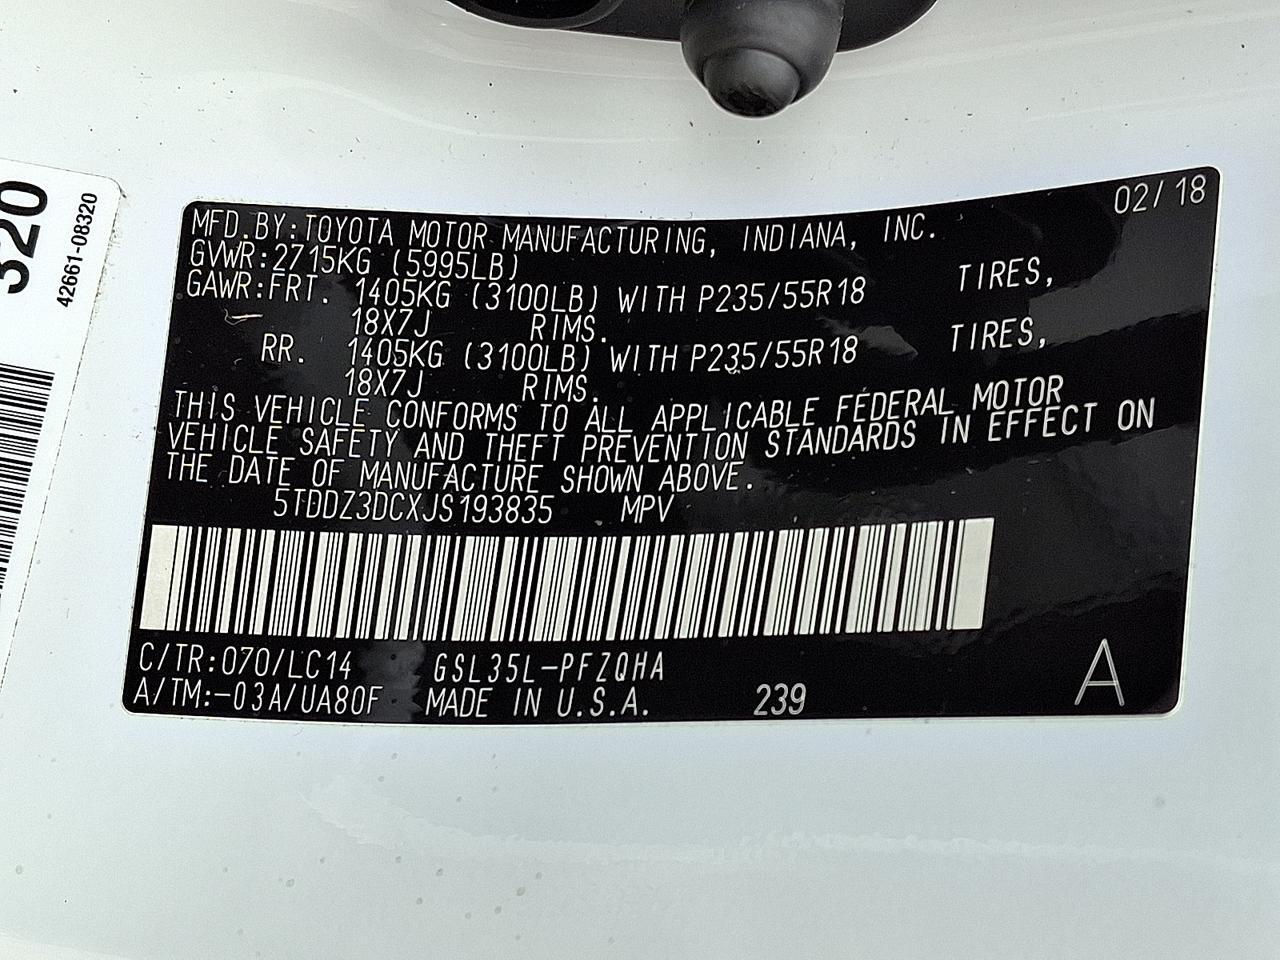 320
42661-08320
02/18
MFD.BY:TOYOTA MOTOR MANUFACTURING, INDIANA, INC.
GVWR:2715KG (5995LB)
GAWR:FRT. 1405KG (3100LB) WITH P235/55R18 TIRES,
18X7J RIMS.
RR. 1405KG (3100LB) WITH P235/55R18 TIRES,
18X7J RIMS.
THIS VEHICLE CONFORMS TO ALL APPLICABLE FEDERAL MOTOR
VEHICLE SAFETY AND THEFT PREVENTION STANDARDS IN EFFECT ON
THE DATE OF MANUFACTURE SHOWN ABOVE.
5TDDZ3DCXJS193835 MPV
C/TR:070/LC14 GSL35L-PFZQHA
A/TM:-03A/UA80F MADE IN U.S.A. 239 A